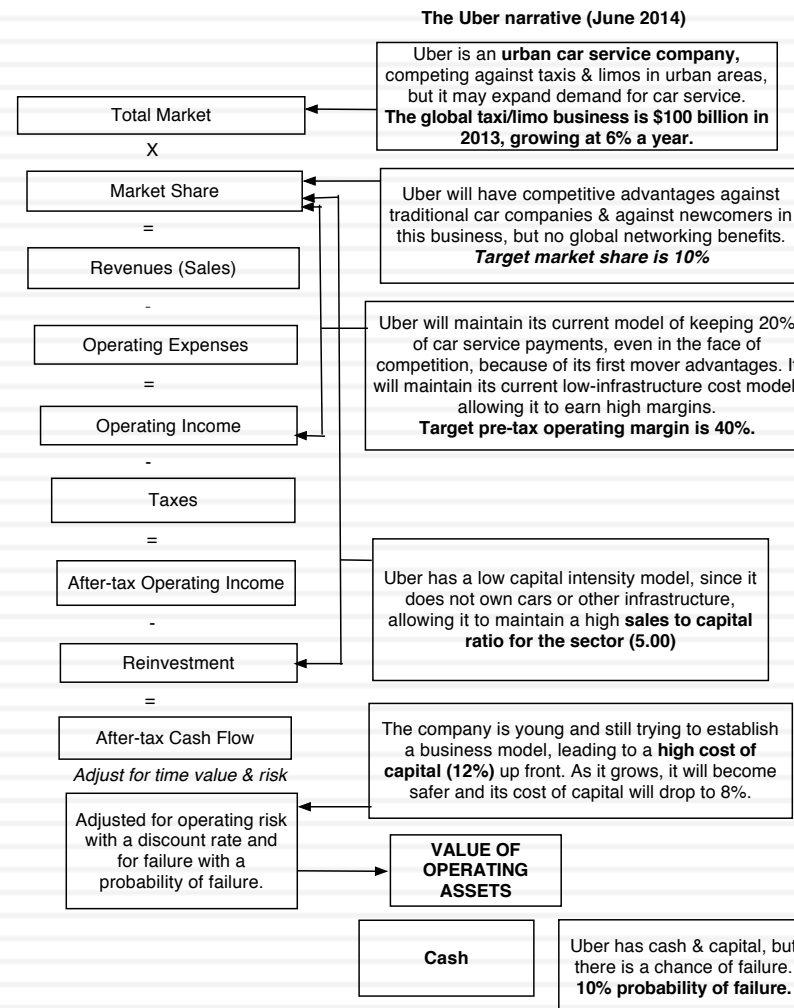 The Uber narrative (June 2014)
Uber is an urban car service company,
competing against taxis & limos in urban areas,
but it may expand demand for car service.
The global taxi/limo business is $100 billion in
2013, growing at 6% a year.
Total Market
X
Market Share
Uber will have competitive advantages against
traditional car companies & against newcomers in
this business, but no global networking benefits.
Target market share is 10%
=
Revenues (Sales)
-
Operating Expenses
Uber will maintain its current model of keeping 20%
of car service payments, even in the face of
competition, because of its first mover advantages. I
will maintain its current low-infrastructure cost model
allowing it to earn high margins.
Target pre-tax operating margin is 40%.
=
Operating Income
-
Taxes
=
After-tax Operating Income
Uber has a low capital intensity model, since it
does not own cars or other infrastructure,
allowing it to maintain a high sales to capital
ratio for the sector (5.00)
-
Reinvestment
=
After-tax Cash Flow
The company is young and still trying to establish
a business model, leading to a high cost of
capital (12%) up front. As it grows, it will become
safer and its cost of capital will drop to 8%.
Adjust for time value & risk
Adjusted for operating risk
with a discount rate and
for failure with a
probability of failure.
VALUE OF
OPERATING
ASSETS
Cash
Uber has cash & capital, but
there is a chance of failure.
10% probability of failure.